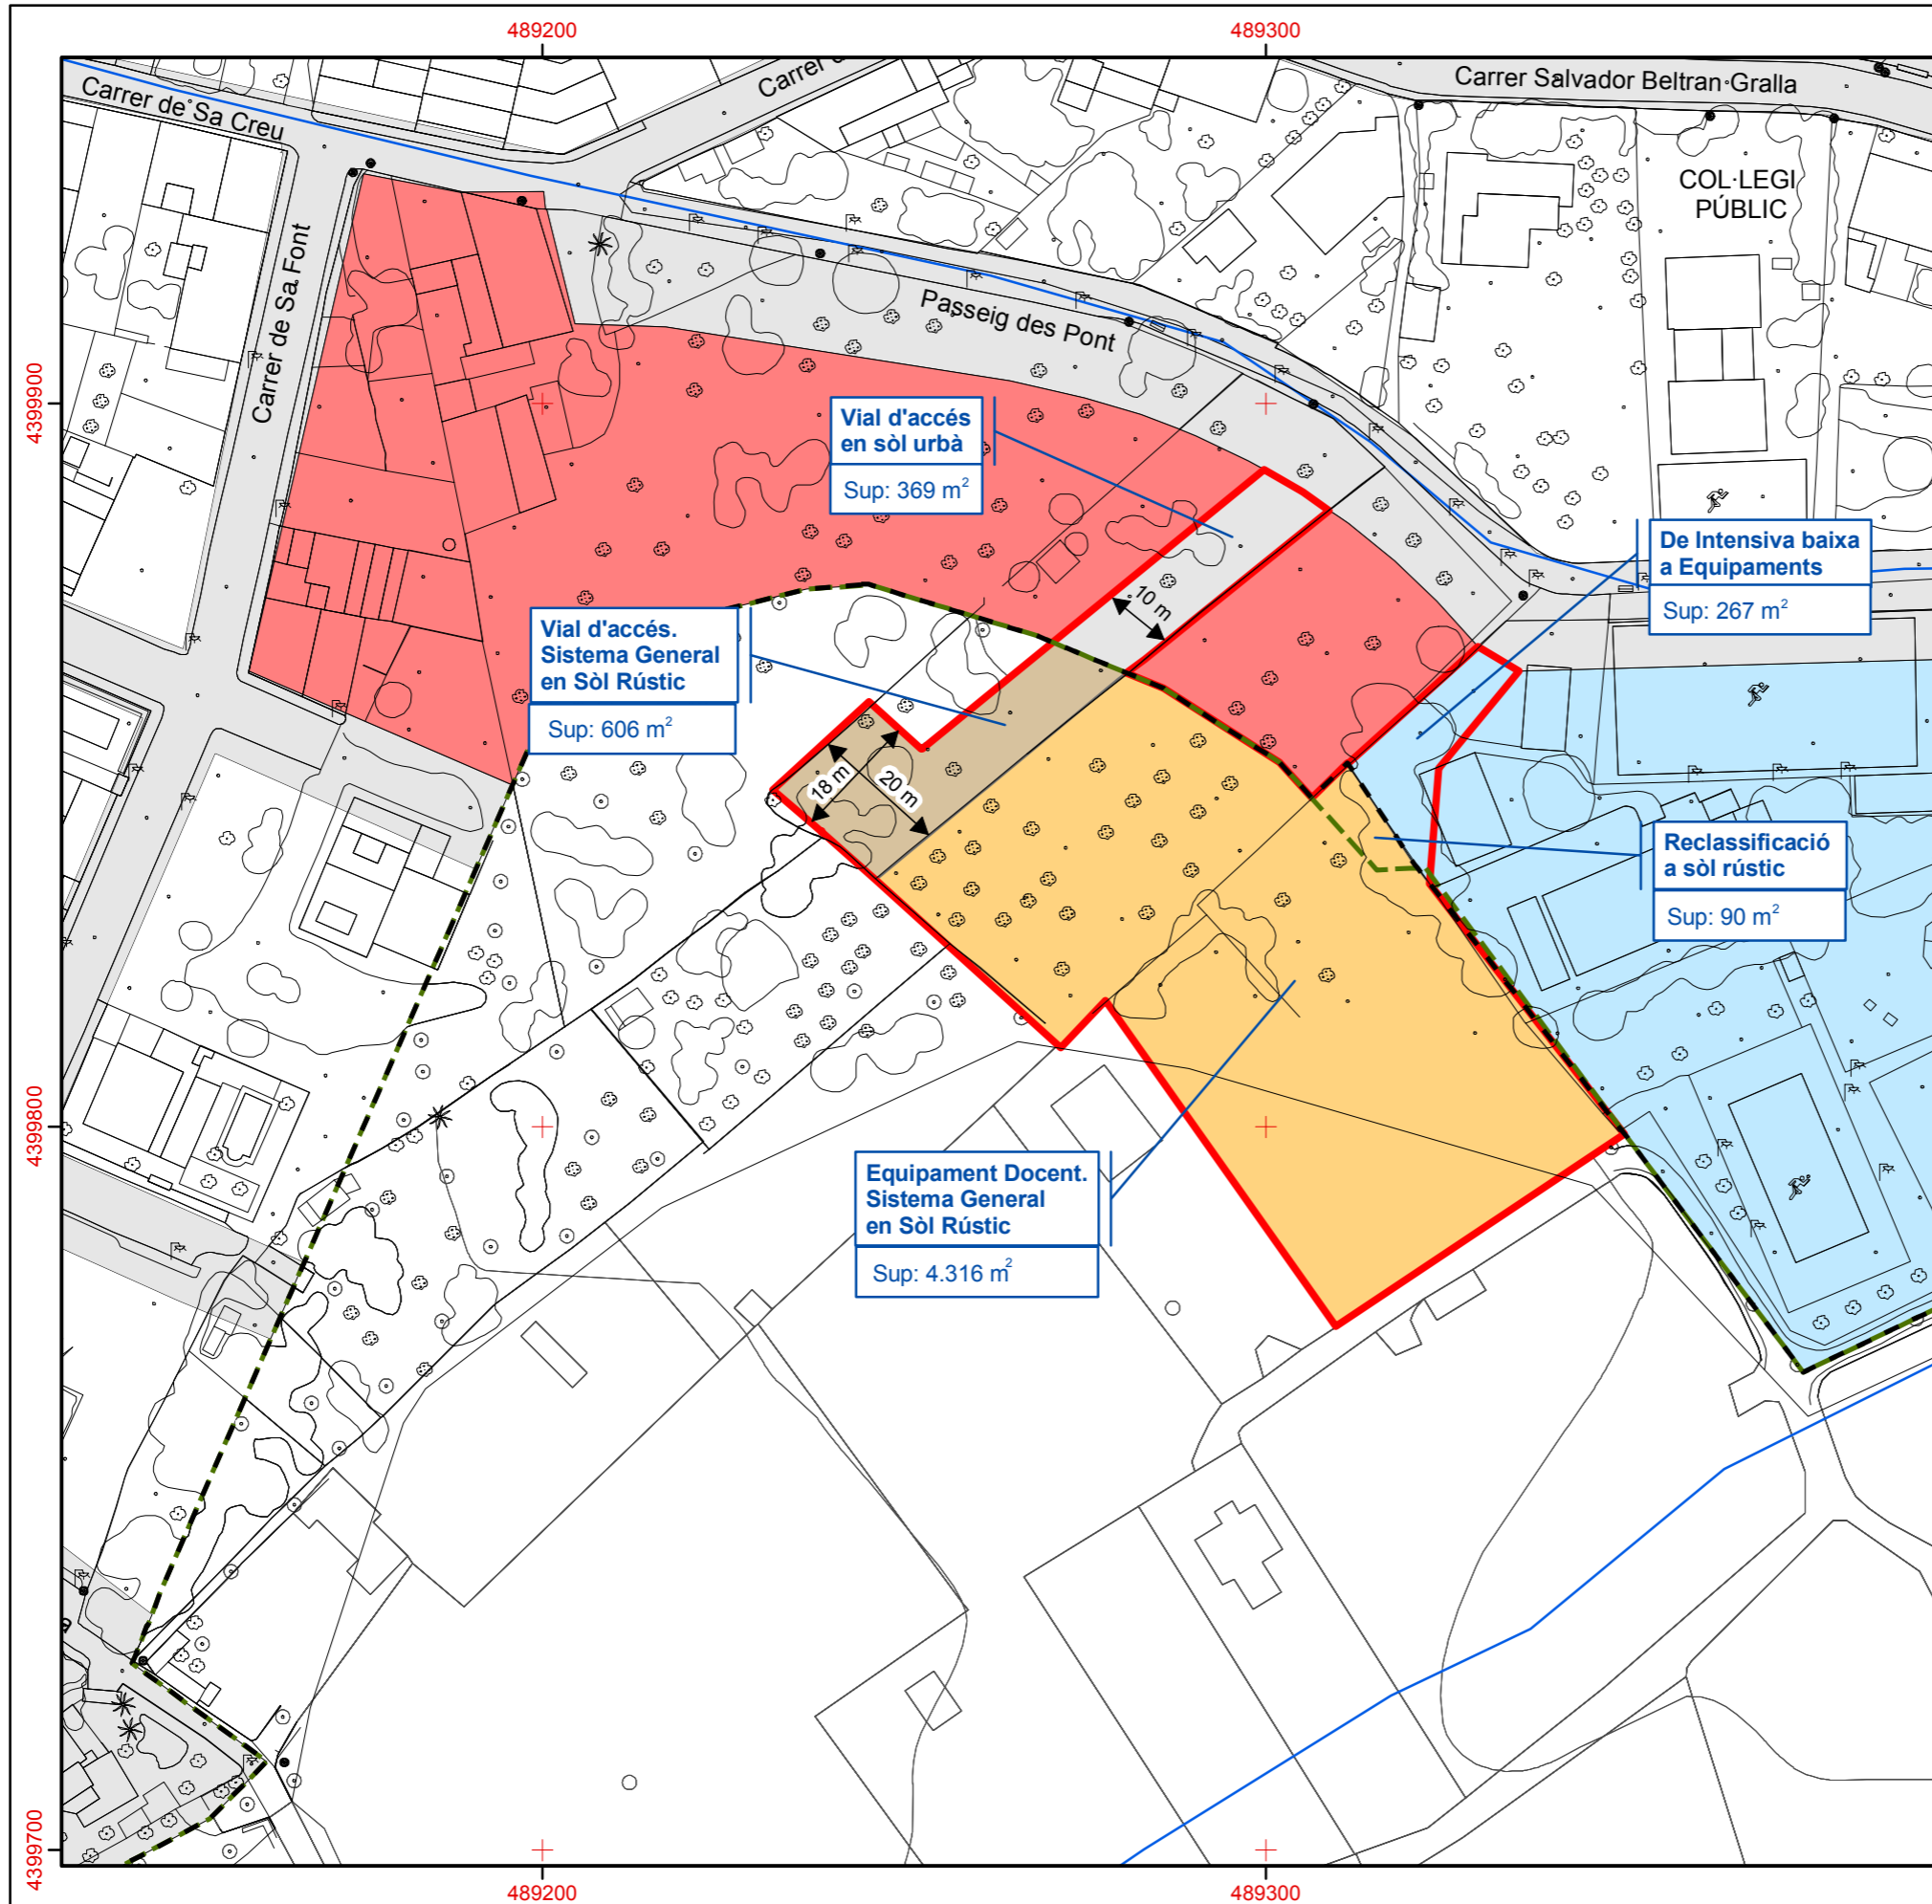 489200
489300
Carrer Salvador Beltran Gralla
Carrer de Sa Creu
Carrer
COL·LEGI
PÚBLIC
Carrer de Sa Font
Passeig des Pont
4399900
Vial d'accés
en sòl urbà
Sup: 369 m²
De Intensiva baixa
a Equipaments
Sup: 267 m²
10 m
Vial d'accés.
Sistema General
en Sòl Rústic
Sup: 606 m²
18 m
20 m
Reclassificació
a sòl rústic
Sup: 90 m²
4399800
Equipament Docent.
Sistema General
en Sòl Rústic
Sup: 4.316 m²
4399700
489200
489300